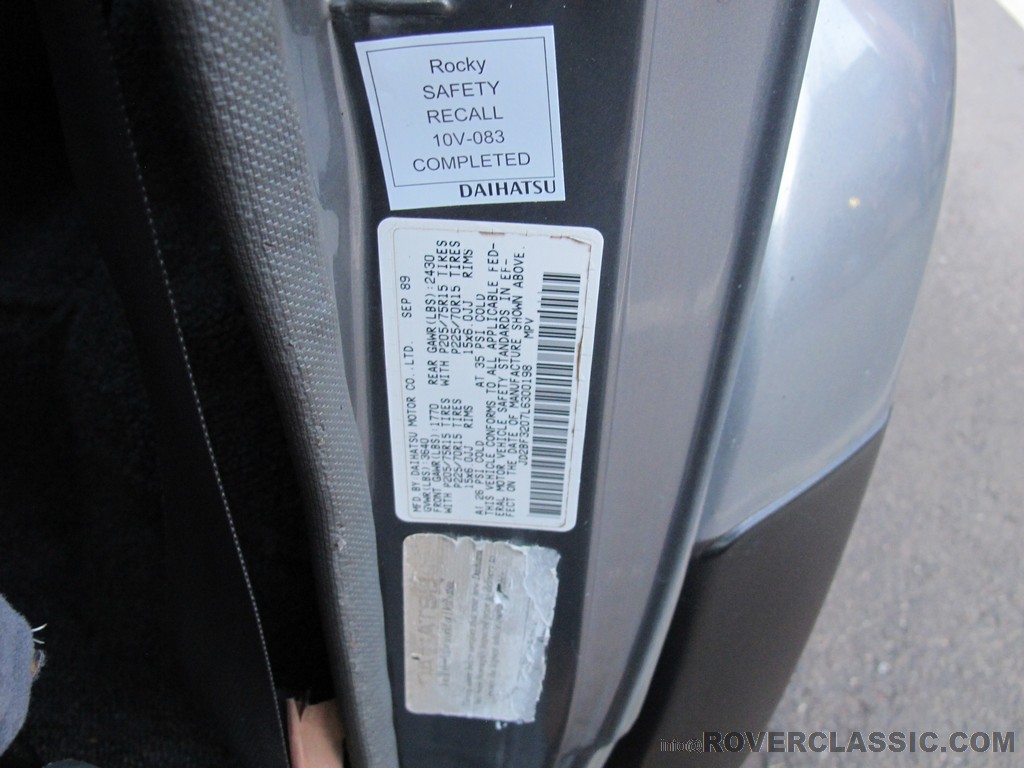 Rocky
SAFETY
RECALL
10V-083
COMPLETED
DAIHATSU
MFD.BY DAIHATSU MOTOR CO.,LTD. SEP 89
GVWR(LBS):3640
FRONT GAWR(LBS):1770 REAR GAWR(LBS):2430
WITH P205/75R15 TIRES WITH P205/75R15 TIRES
P225/70R15 TIRES P225/70R15 TIRES
15x6.0JJ RIMS 15x6.0JJ RIMS
AT 26 PSI COLD AT 35 PSI COLD
THIS VEHICLE CONFORMS TO ALL APPLICABLE FED-
ERAL MOTOR VEHICLE SAFETY STANDARDS IN EF-
FECT ON THE DATE OF MANUFACTURE SHOWN ABOVE.
JD2BF3207L6300198 MPV
DAIHATSU
info@ROVERCLASSIC.COM